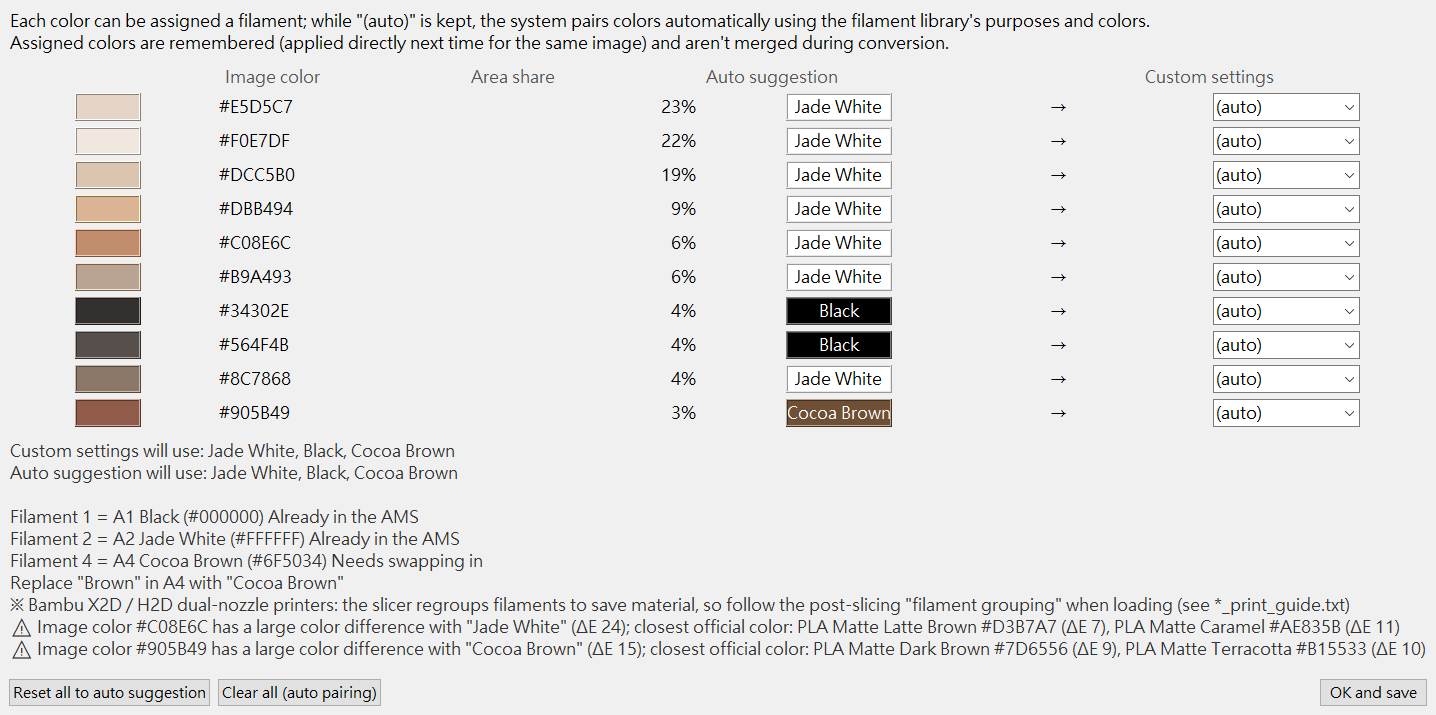 Each color can be assigned a filament; while "(auto)" is kept, the system pairs colors automatically using the filament library's purposes and colors.
Assigned colors are remembered (applied directly next time for the same image) and aren't merged during conversion.
Image color Area share Auto suggestion Custom settings
#E5D5C7 23% Jade White → (auto)
#F0E7DF 22% Jade White → (auto)
#DCC5B0 19% Jade White → (auto)
#DBB494 9% Jade White → (auto)
#C08E6C 6% Jade White → (auto)
#B9A493 6% Jade White → (auto)
#34302E 4% Black → (auto)
#564F4B 4% Black → (auto)
#8C7868 4% Jade White → (auto)
#905B49 3% Cocoa Brown → (auto)
Custom settings will use: Jade White, Black, Cocoa Brown
Auto suggestion will use: Jade White, Black, Cocoa Brown
Filament 1 = A1 Black (#000000) Already in the AMS
Filament 2 = A2 Jade White (#FFFFFF) Already in the AMS
Filament 4 = A4 Cocoa Brown (#6F5034) Needs swapping in
Replace "Brown" in A4 with "Cocoa Brown"
※ Bambu X2D / H2D dual-nozzle printers: the slicer regroups filaments to save material, so follow the post-slicing "filament grouping" when loading (see *_print_guide.txt)
⚠ Image color #C08E6C has a large color difference with "Jade White" (ΔE 24); closest official color: PLA Matte Latte Brown #D3B7A7 (ΔE 7), PLA Matte Caramel #AE835B (ΔE 11)
⚠ Image color #905B49 has a large color difference with "Cocoa Brown" (ΔE 15); closest official color: PLA Matte Dark Brown #7D6556 (ΔE 9), PLA Matte Terracotta #B15533 (ΔE 10)
Reset all to auto suggestion Clear all (auto pairing) OK and save